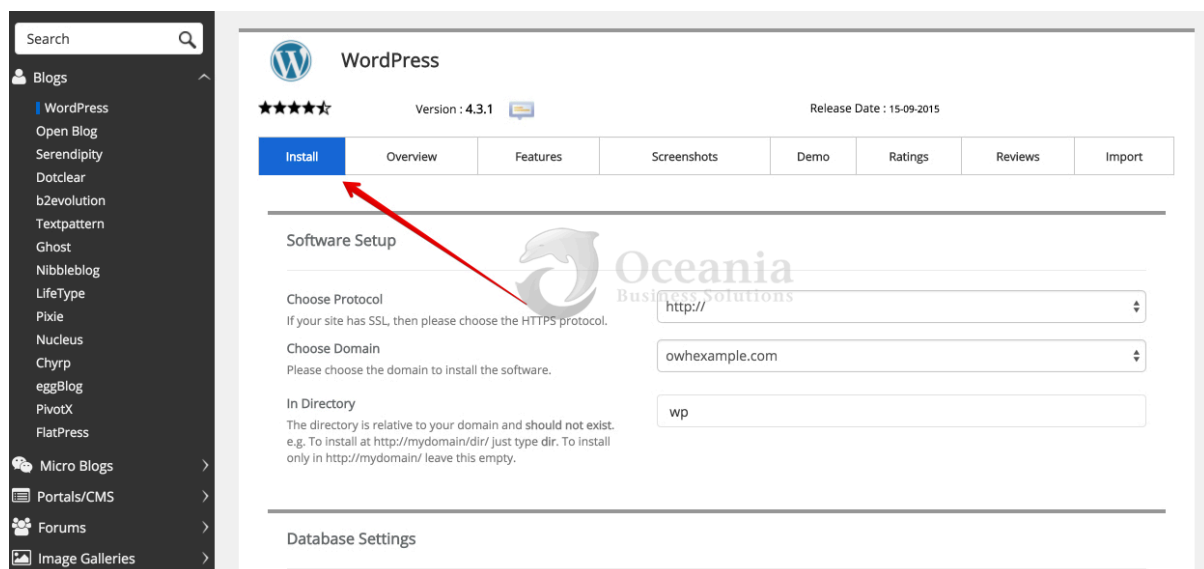 Search
Blogs
WordPress
Open Blog
Serendipity
Dotclear
b2evolution
Textpattern
Ghost
Nibbleblog
LifeType
Pixie
Nucleus
Chyrp
eggBlog
PivotX
FlatPress
Micro Blogs
Portals/CMS
Forums
Image Galleries
WordPress
Version : 4.3.1
Release Date : 15-09-2015
Install Overview Features Screenshots Demo Ratings Reviews Import
Software Setup
Oceania
Business Solutions
Choose Protocol
If your site has SSL, then please choose the HTTPS protocol.
http://
Choose Domain
Please choose the domain to install the software.
owhexample.com
In Directory
The directory is relative to your domain and should not exist.
e.g. To install at http://mydomain/dir/ just type dir. To install
only in http://mydomain/ leave this empty.
wp
Database Settings